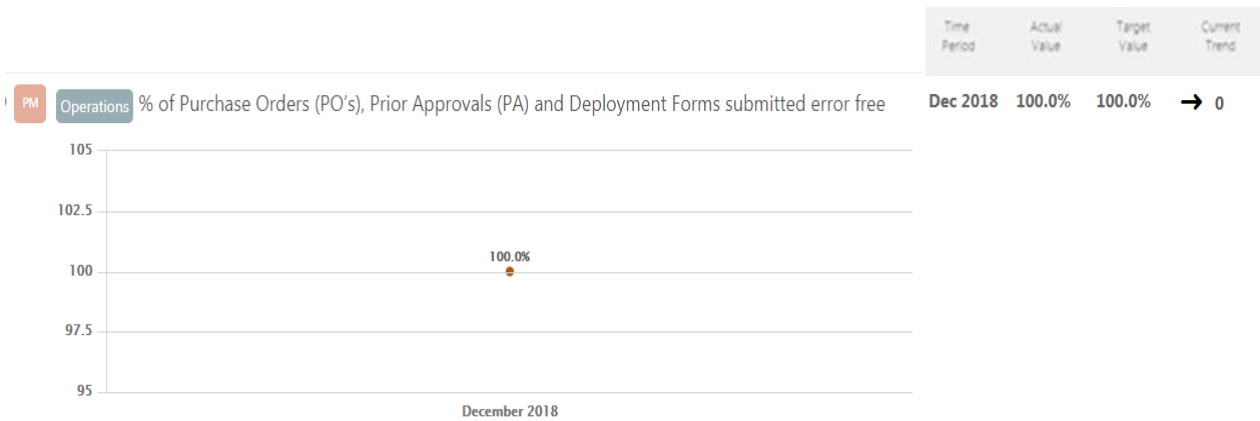 Time Actual Target Current
Period Value Value Trend
PM Operations % of Purchase Orders (PO's), Prior Approvals (PA) and Deployment Forms submitted error free Dec 2018 100.0% 100.0% → 0
105
102.5
100.0%
100
97.5
95
December 2018